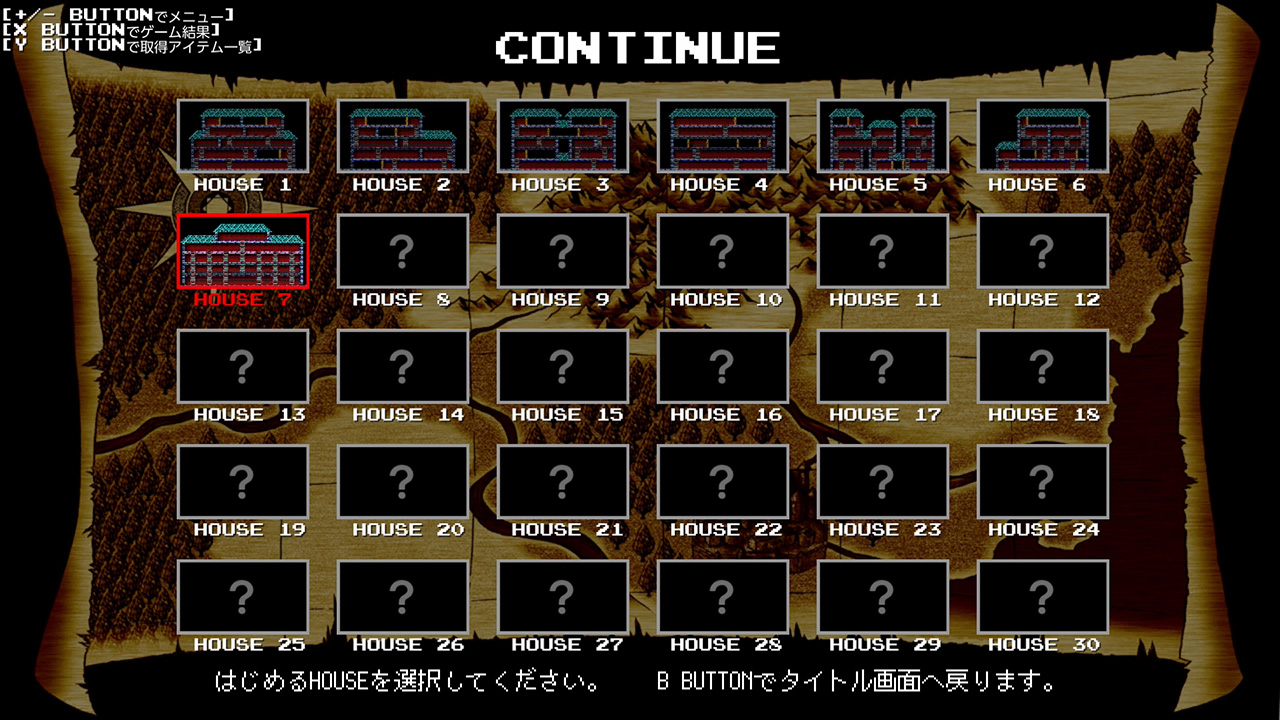 [+/- BUTTONでメニュー]
[X BUTTONでゲーム結果]
[Y BUTTONで取得アイテム一覧]
CONTINUE
HOUSE 1 HOUSE 2 HOUSE 3 HOUSE 4 HOUSE 5 HOUSE 6
? ? ? ? ?
HOUSE 7 HOUSE 8 HOUSE 9 HOUSE 10 HOUSE 11 HOUSE 12
? ? ? ? ? ?
HOUSE 13 HOUSE 14 HOUSE 15 HOUSE 16 HOUSE 17 HOUSE 18
? ? ? ? ? ?
HOUSE 19 HOUSE 20 HOUSE 21 HOUSE 22 HOUSE 23 HOUSE 24
? ? ? ? ? ?
HOUSE 25 HOUSE 26 HOUSE 27 HOUSE 28 HOUSE 29 HOUSE 30
はじめるHOUSEを選択してください。 B BUTTONでタイトル画面へ戻ります。